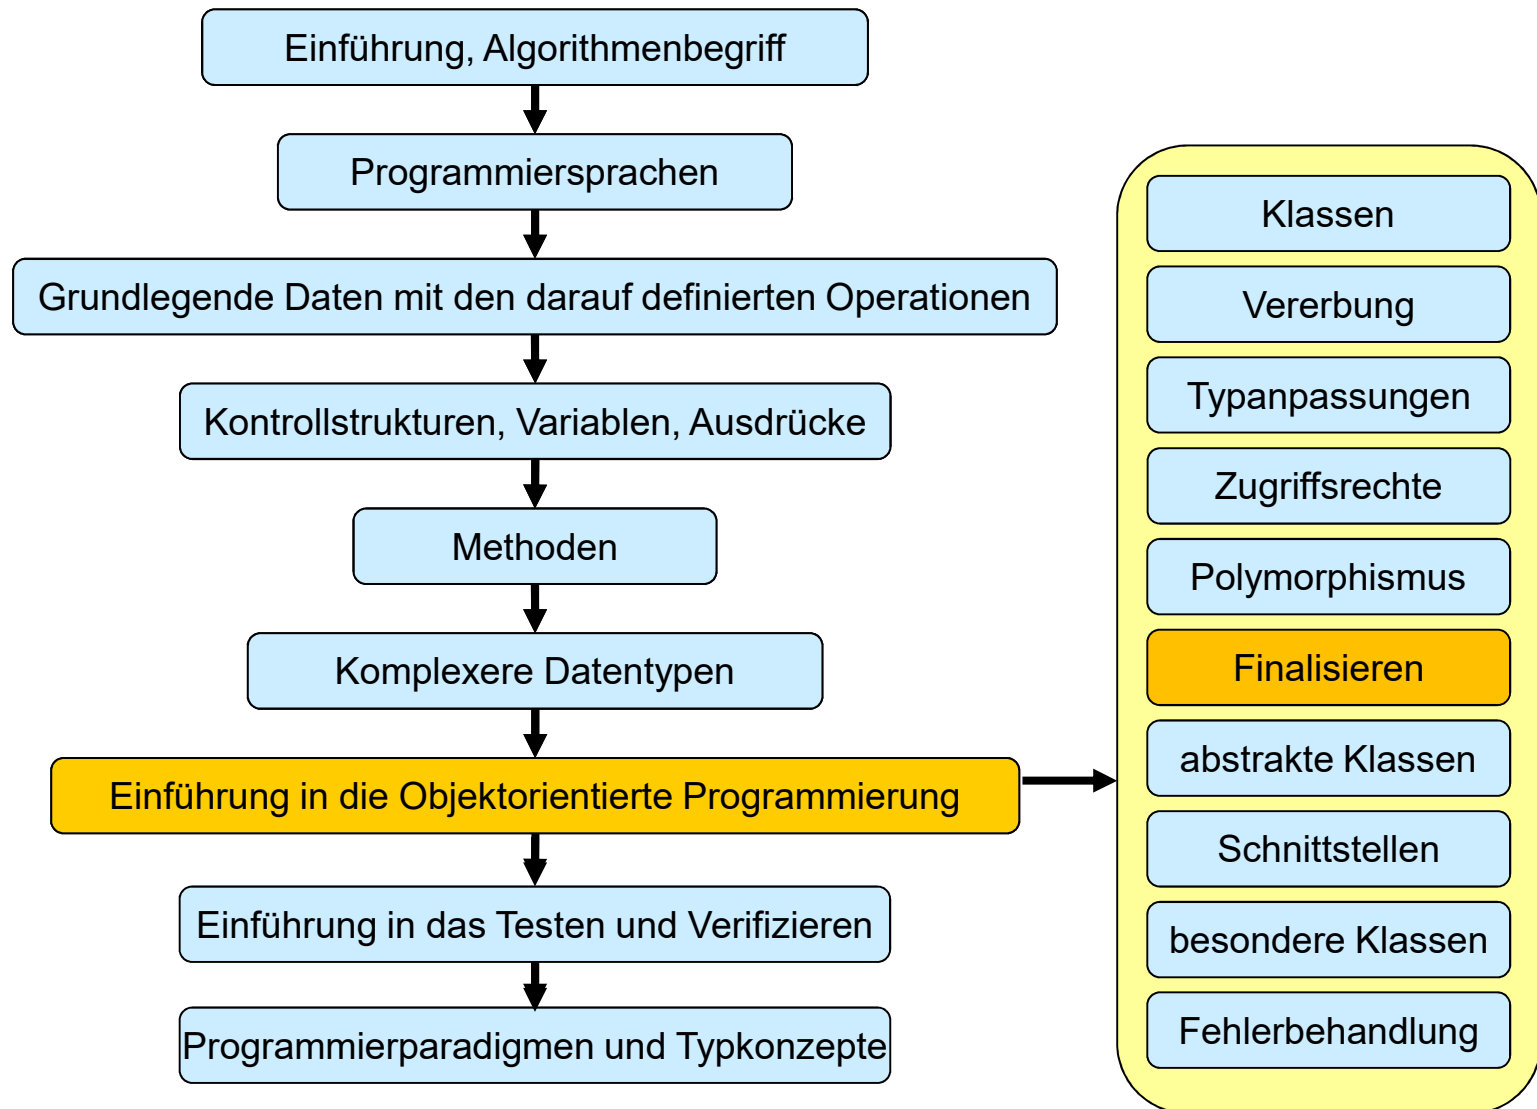 Einführung, Algorithmenbegriff
Programmiersprachen
Grundlegende Daten mit den darauf definierten Operationen
Kontrollstrukturen, Variablen, Ausdrücke
Methoden
Komplexere Datentypen
Einführung in die Objektorientierte Programmierung
Einführung in das Testen und Verifizieren
Programmierparadigmen und Typkonzepte
Klassen
Vererbung
Typanpassungen
Zugriffsrechte
Polymorphismus
Finalisieren
abstrakte Klassen
Schnittstellen
besondere Klassen
Fehlerbehandlung